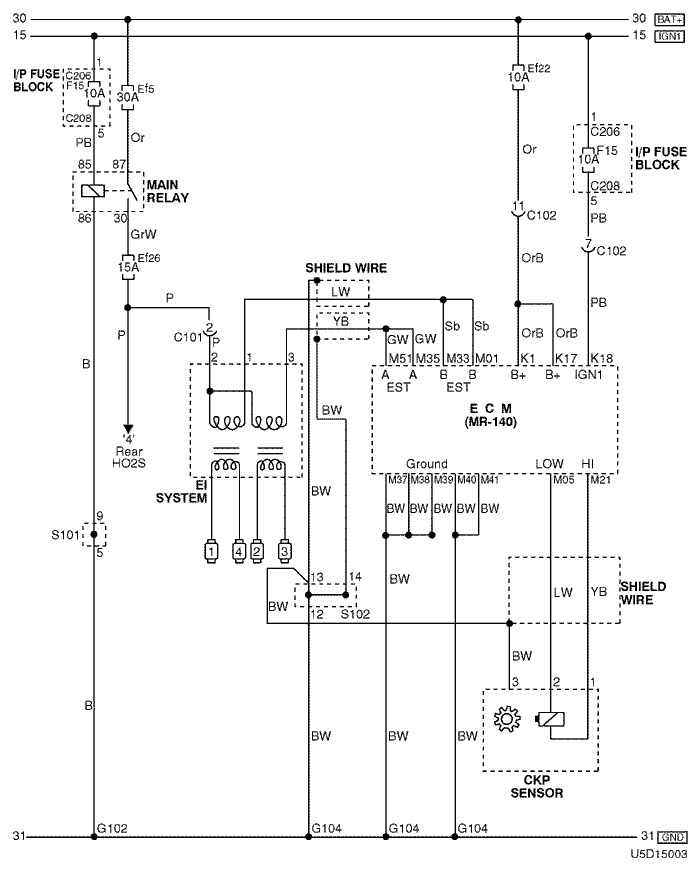 30 30 BAT+
15 15 IGN1
I/P FUSE
BLOCK
1
C206
F15
10A
C208
5
PB
Ef5
30A
Or
85 87
MAIN
RELAY
86 30
GrW
Ef26
15A
P
P
2
C101
P
B
'4'
Rear
HO2S
9
S101
5
B
G102
Ef22
10A
Or
11
C102
OrB
OrB OrB
1
C206
F15
10A
C208
5
I/P FUSE
BLOCK
PB
7
C102
PB
SHIELD WIRE
LW
YB
GW GW Sb Sb
2 1 3
EI
SYSTEM
1 4 2 3
BW
BW
M51 M35 M33 M01 K1 K17 K18
A A B B B+ B+ IGN1
EST EST
E C M
(MR-140)
Ground LOW HI
M37 M38 M39 M40 M41 M05 M21
BW BW BW BW BW
BW
13 14
12 S102
BW
LW YB
SHIELD
WIRE
BW
3 2 1
CKP
SENSOR
BW BW BW
G104 G104 G104
31 31 GND
U5D15003